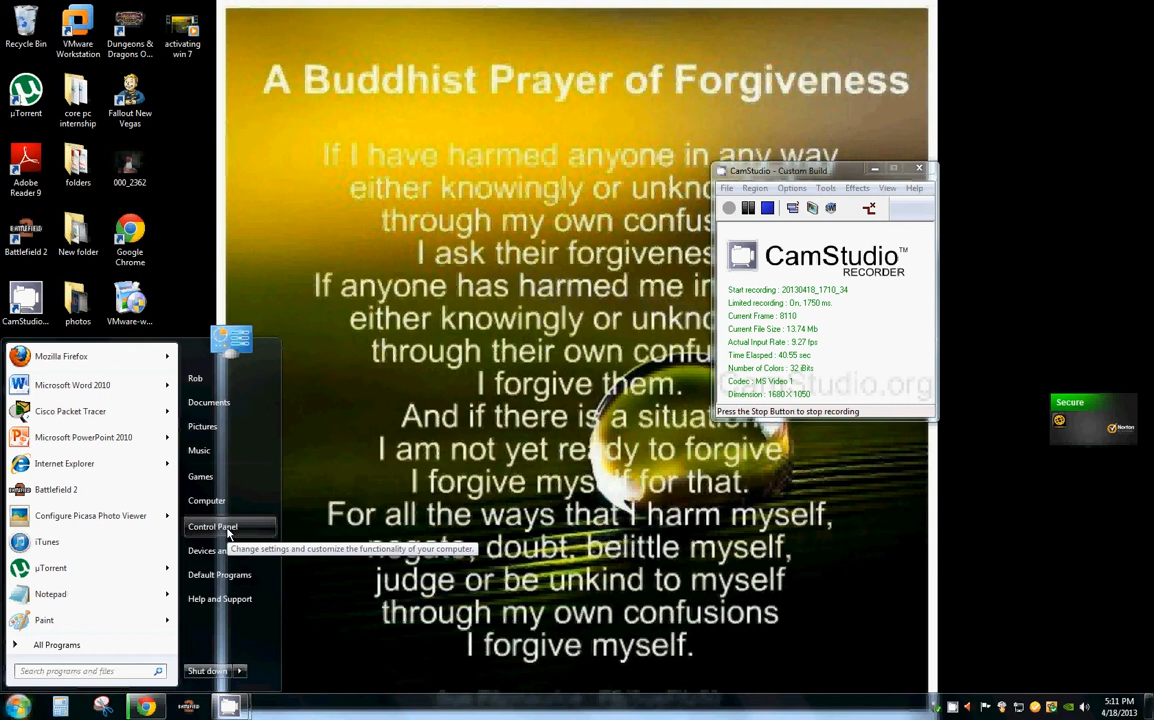 Recycle Bin
VMware
Workstation
Dungeons &
Dragons O...
activating
win 7
µTorrent
core pc
internship
Fallout New
Vegas
Adobe
Reader 9
folders
000_2362
Battlefield 2
New folder
Google
Chrome
CamStudio...
photos
VMware-w...
A Buddhist Prayer of Forgiveness
If I have harmed anyone in any way
either knowingly or unkno
through my own confus
I ask their forgivenes
If anyone has harmed me in
either knowingly or unkno
through their own confu
I forgive them.
And if there is a situati
I am not yet ready to forgive
I forgive myself for that.
For all the ways that I harm myself,
negate, doubt, belittle myself,
judge or be unkind to myself
through my own confusions
I forgive myself.
CamStudio - Custom Build
File Region Options Tools Effects View Help
CamStudio™
RECORDER
Start recording : 20130418_1710_34
Limited recording : On, 1750 ms.
Current Frame : 8110
Current File Size : 13.74 Mb
Actual Input Rate : 9.27 fps
Time Elasped : 40.55 sec
Number of Colors : 32 iBits
Codec : MS Video 1
Dimension : 1680 X 1050
CamStudio.org
Press the Stop Button to stop recording
Secure
Norton
Mozilla Firefox
Microsoft Word 2010
Cisco Packet Tracer
Microsoft PowerPoint 2010
Internet Explorer
Battlefield 2
Configure Picasa Photo Viewer
iTunes
µTorrent
Notepad
Paint
All Programs
Search programs and files
Rob
Documents
Pictures
Music
Games
Computer
Control Panel
Change settings and customize the functionality of your computer.
Devices an
Default Programs
Help and Support
Shut down
5:11 PM
4/18/2013